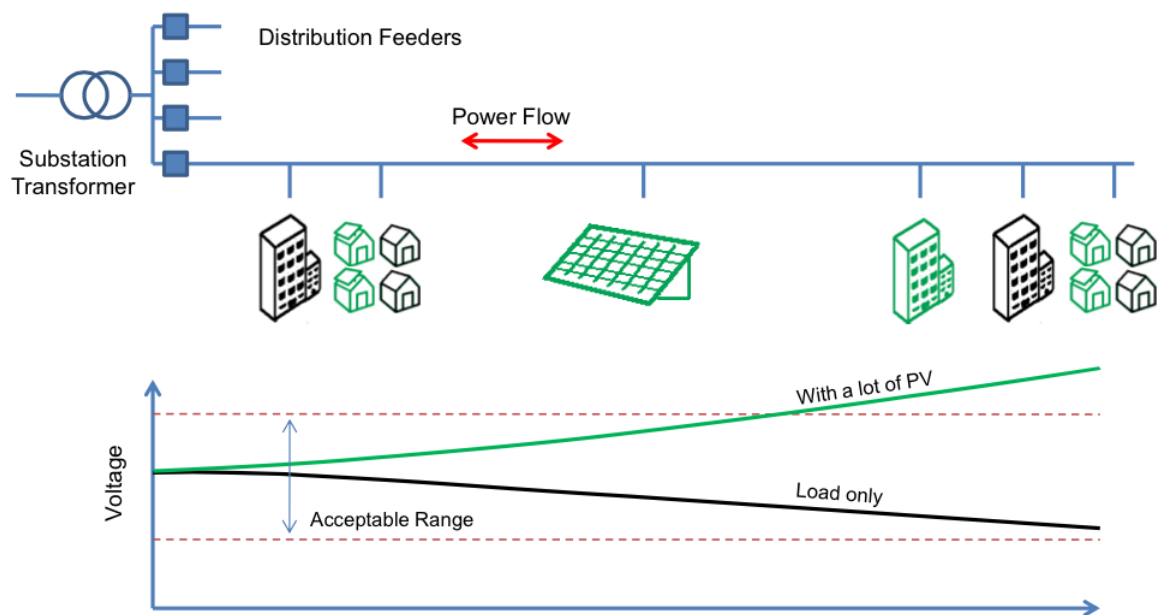 Distribution Feeders
Power Flow
Substation
Transformer
With a lot of PV
Voltage
Load only
Acceptable Range